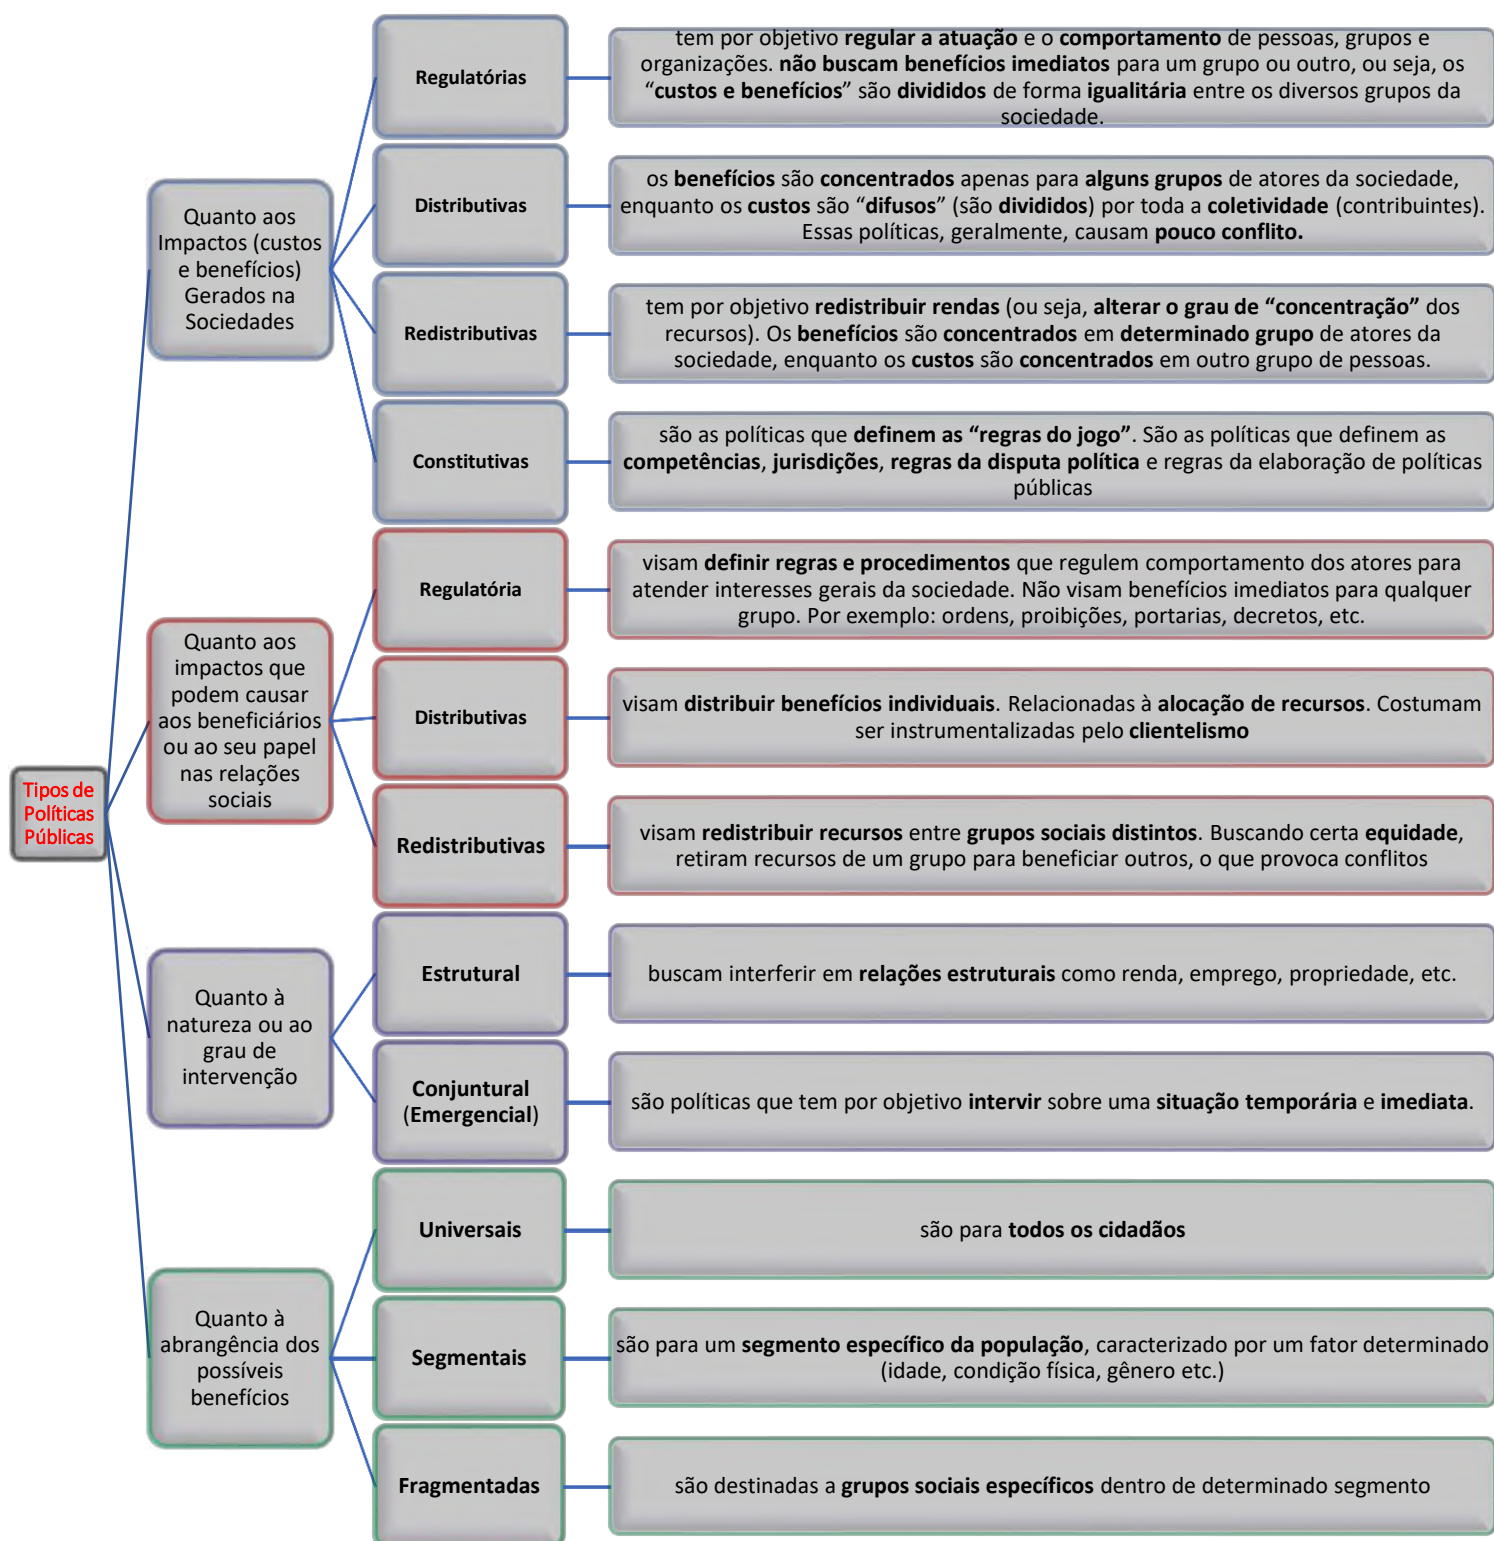 Tipos de
Políticas
Públicas
Quanto aos
Impactos (custos
e benefícios)
Gerados na
Sociedades
Regulatórias
tem por objetivo regular a atuação e o comportamento de pessoas, grupos e
organizações. não buscam benefícios imediatos para um grupo ou outro, ou seja, os
“custos e benefícios” são divididos de forma igualitária entre os diversos grupos da
sociedade.
Distributivas
os benefícios são concentrados apenas para alguns grupos de atores da sociedade,
enquanto os custos são “difusos” (são divididos) por toda a coletividade (contribuintes).
Essas políticas, geralmente, causam pouco conflito.
Redistributivas
tem por objetivo redistribuir rendas (ou seja, alterar o grau de “concentração” dos
recursos). Os benefícios são concentrados em determinado grupo de atores da
sociedade, enquanto os custos são concentrados em outro grupo de pessoas.
Constitutivas
são as políticas que definem as “regras do jogo”. São as políticas que definem as
competências, jurisdições, regras da disputa política e regras da elaboração de políticas
públicas
Quanto aos
impactos que
podem causar
aos beneficiários
ou ao seu papel
nas relações
sociais
Regulatória
visam definir regras e procedimentos que regulem comportamento dos atores para
atender interesses gerais da sociedade. Não visam benefícios imediatos para qualquer
grupo. Por exemplo: ordens, proibições, portarias, decretos, etc.
Distributivas
visam distribuir benefícios individuais. Relacionadas à alocação de recursos. Costumam
ser instrumentalizadas pelo clientelismo
Redistributivas
visam redistribuir recursos entre grupos sociais distintos. Buscando certa equidade,
retiram recursos de um grupo para beneficiar outros, o que provoca conflitos
Quanto à
natureza ou ao
grau de
intervenção
Estrutural
buscam interferir em relações estruturais como renda, emprego, propriedade, etc.
Conjuntural
(Emergencial)
são políticas que tem por objetivo intervir sobre uma situação temporária e imediata.
Quanto à
abrangência dos
possíveis
benefícios
Universais
são para todos os cidadãos
Segmentais
são para um segmento específico da população, caracterizado por um fator determinado
(idade, condição física, gênero etc.)
Fragmentadas
são destinadas a grupos sociais específicos dentro de determinado segmento